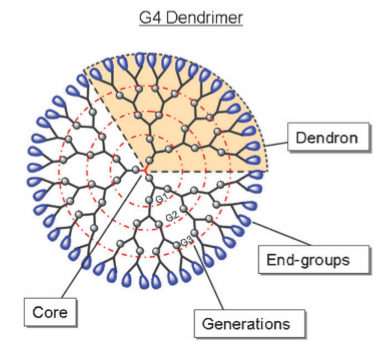 G4 Dendrimer
Dendron
G1
G2
G3
End-groups
Core
Generations